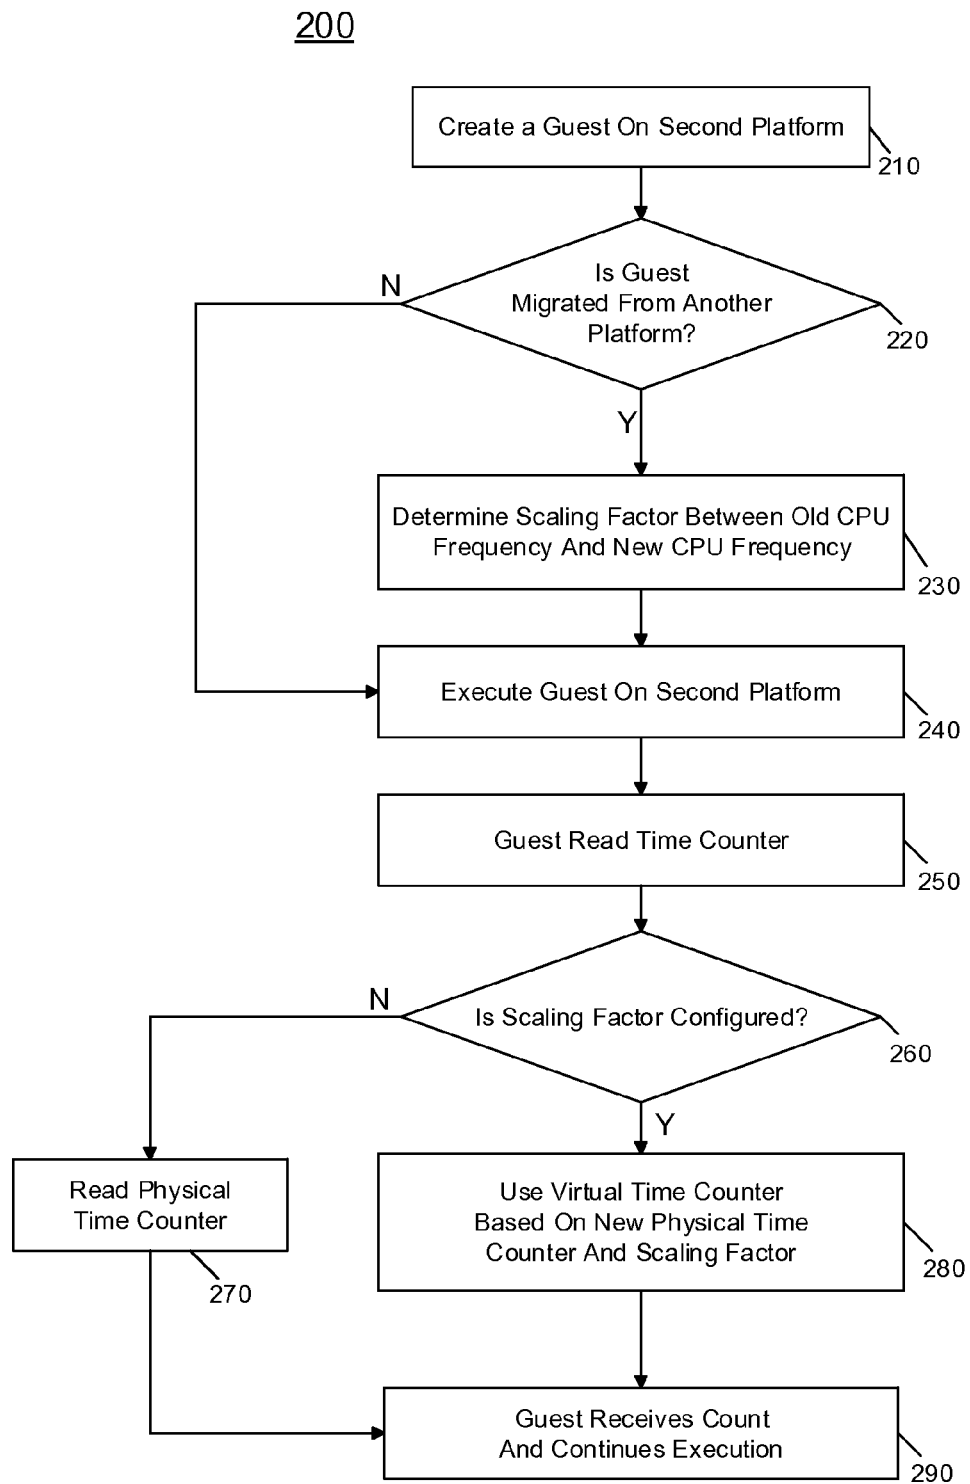 200
Create a Guest On Second Platform
210
Is Guest
Migrated From Another
Platform?
220
N
Y
Determine Scaling Factor Between Old CPU
Frequency And New CPU Frequency
230
Execute Guest On Second Platform
240
Guest Read Time Counter
250
Is Scaling Factor Configured?
260
N
Y
Read Physical
Time Counter
270
Use Virtual Time Counter
Based On New Physical Time
Counter And Scaling Factor
280
Guest Receives Count
And Continues Execution
290